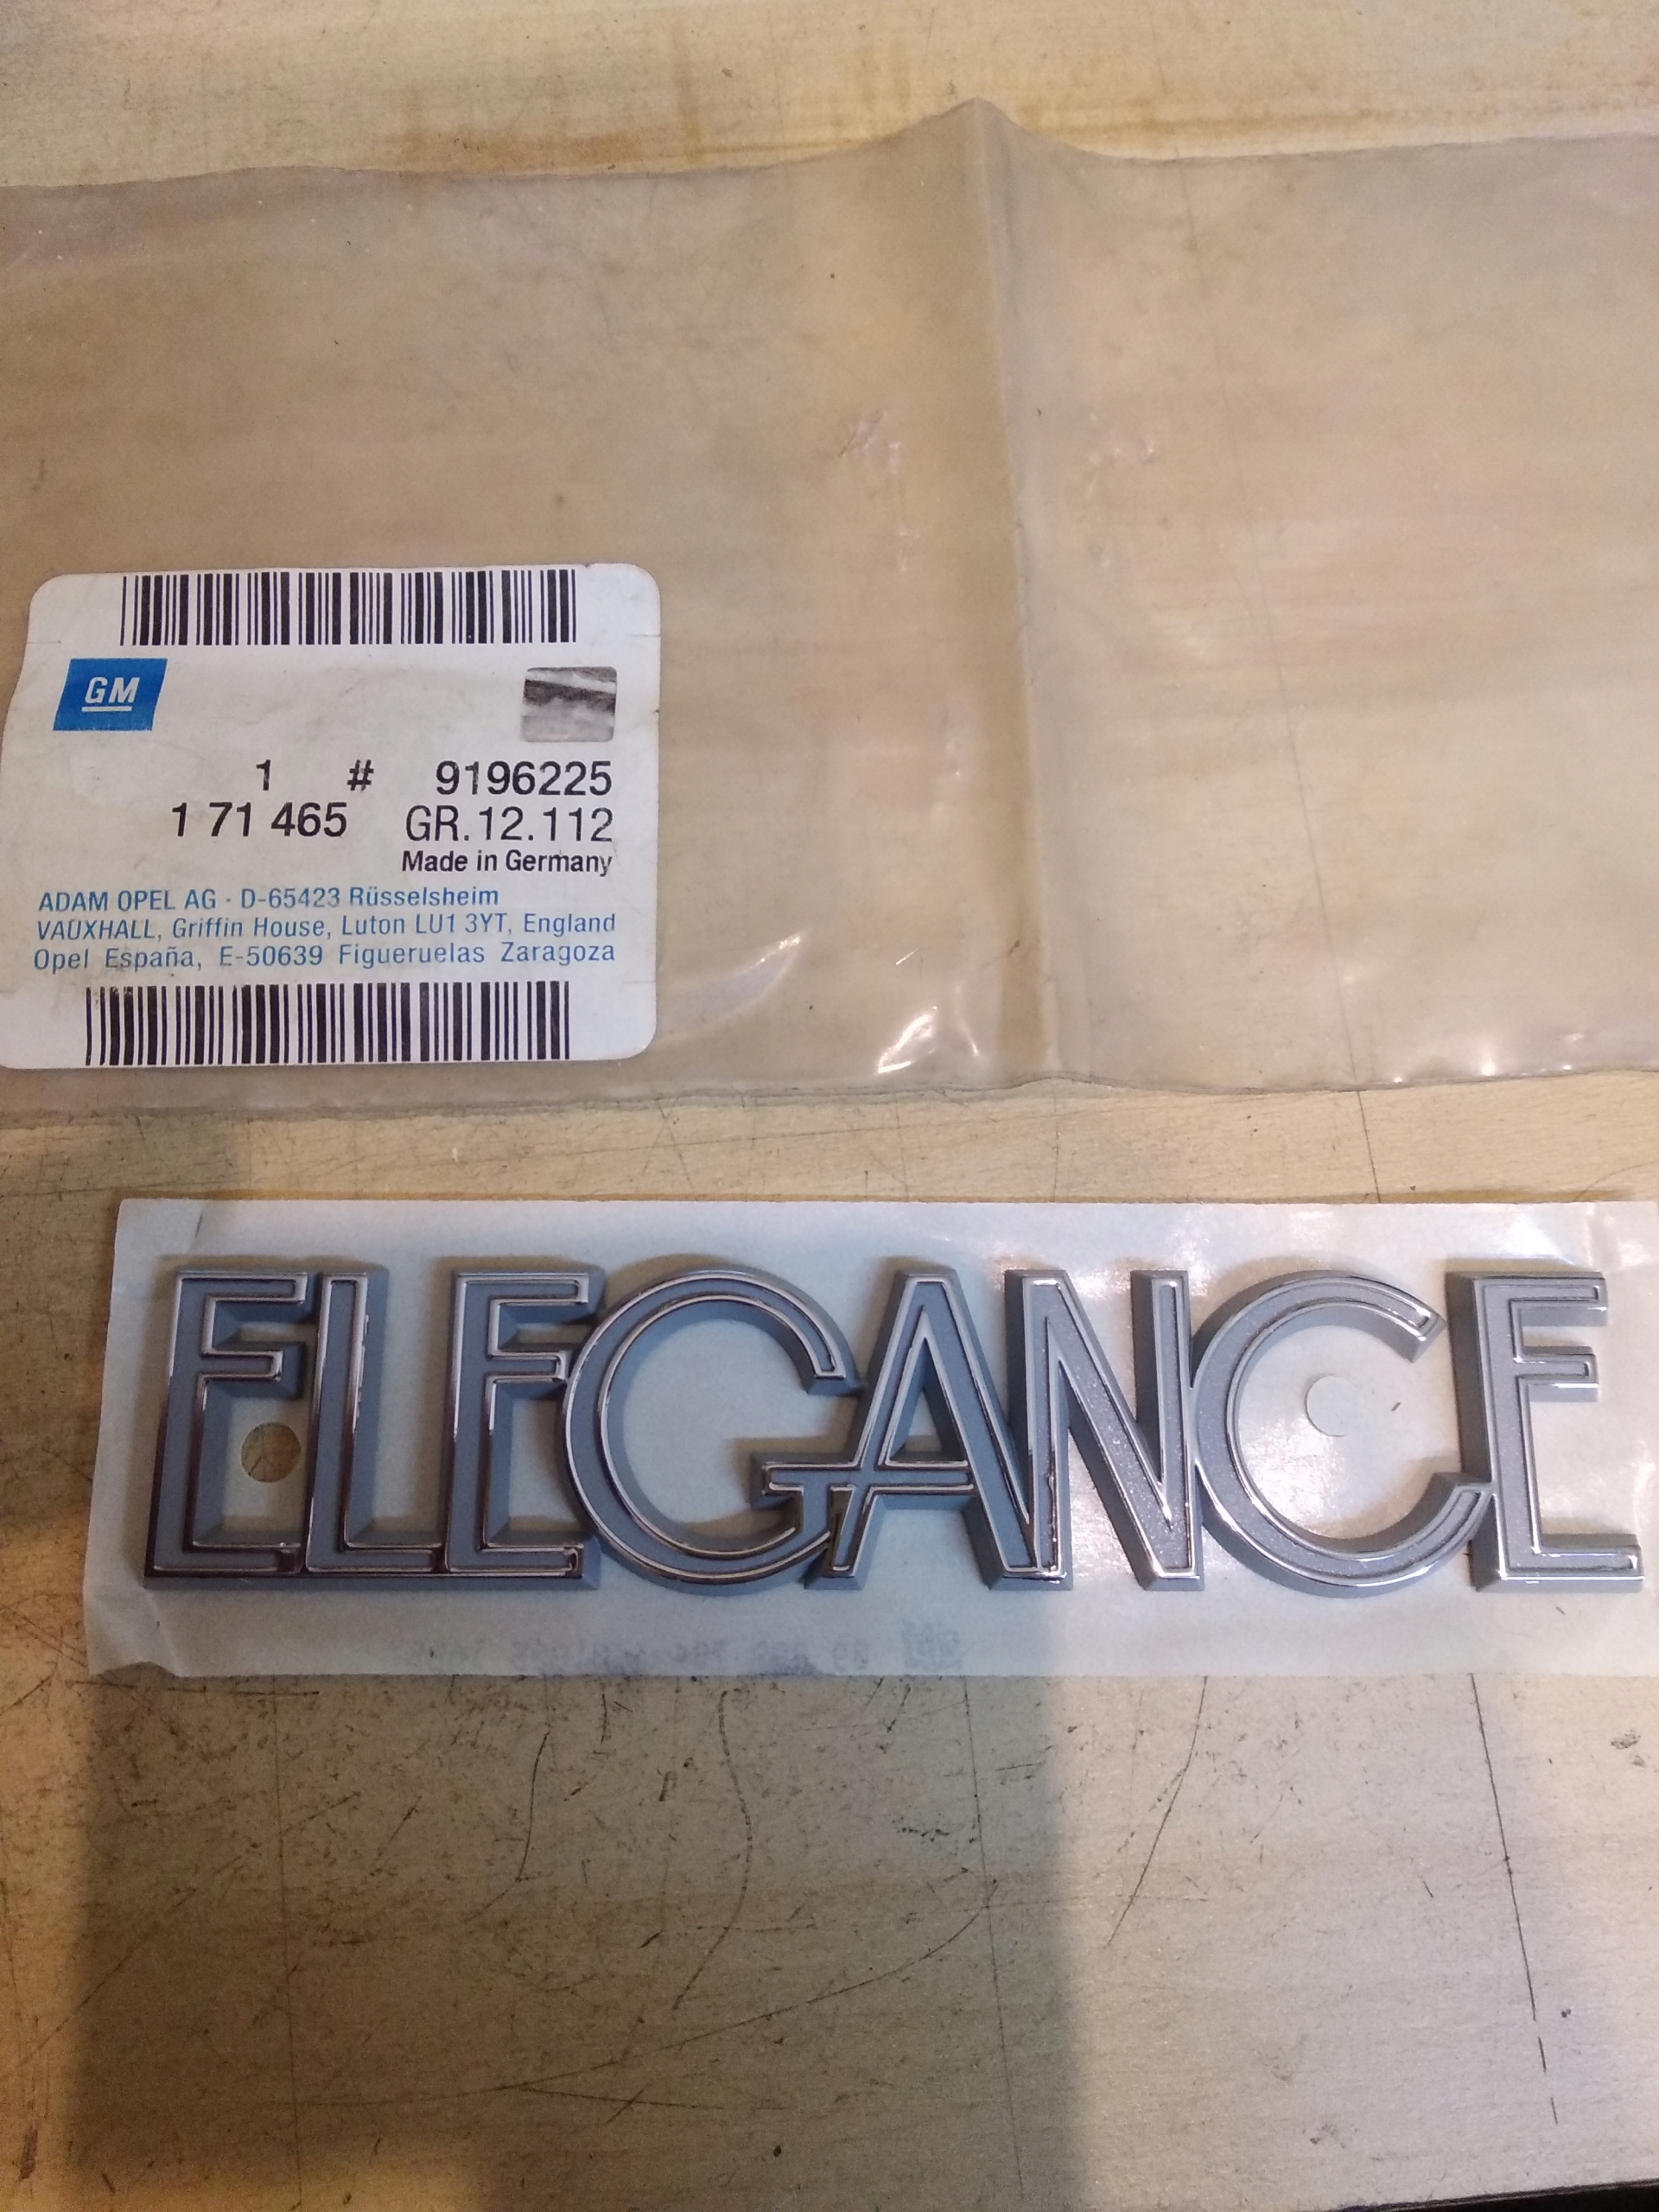 GM
1 # 9196225
1 71 465 GR.12.112
Made in Germany
ADAM OPEL AG · D-65423 Rüsselsheim
VAUXHALL, Griffin House, Luton LU1 3YT, England
Opel España, E-50639 Figueruelas Zaragoza
ELEGANCE